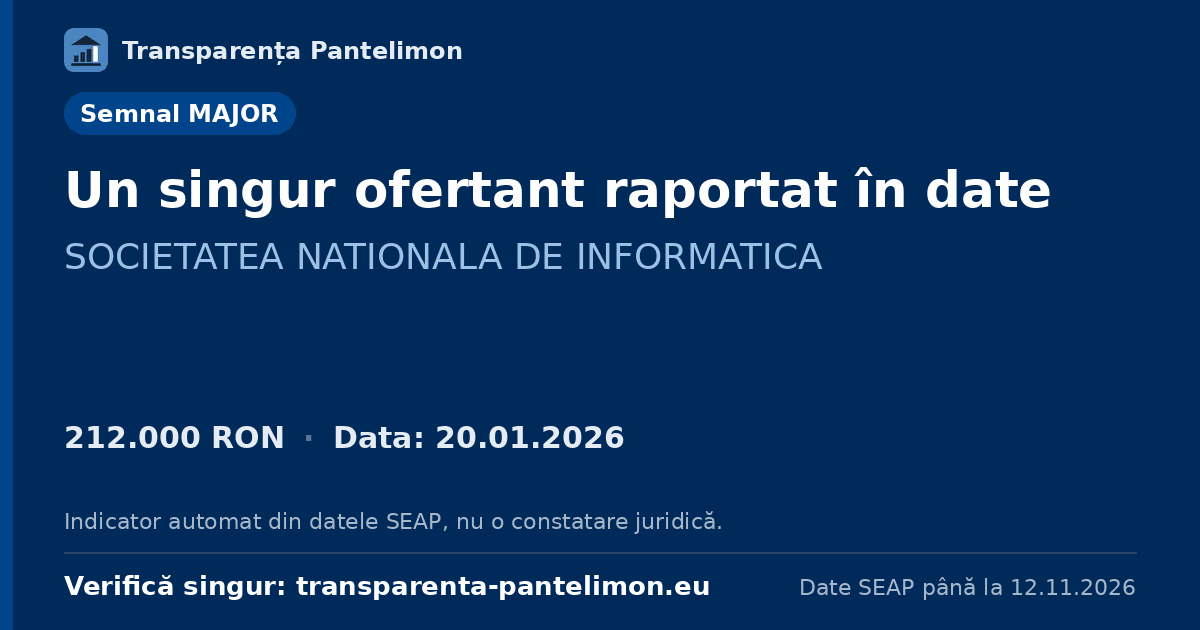 Transparența Pantelimon
Semnal MAJOR
Un singur ofertant raportat în date
SOCIETATEA NATIONALA DE INFORMATICA
212.000 RON · Data: 20.01.2026
Indicator automat din datele SEAP, nu o constatare juridică.
Verifică singur: transparenta-pantelimon.eu
Date SEAP până la 12.11.2026